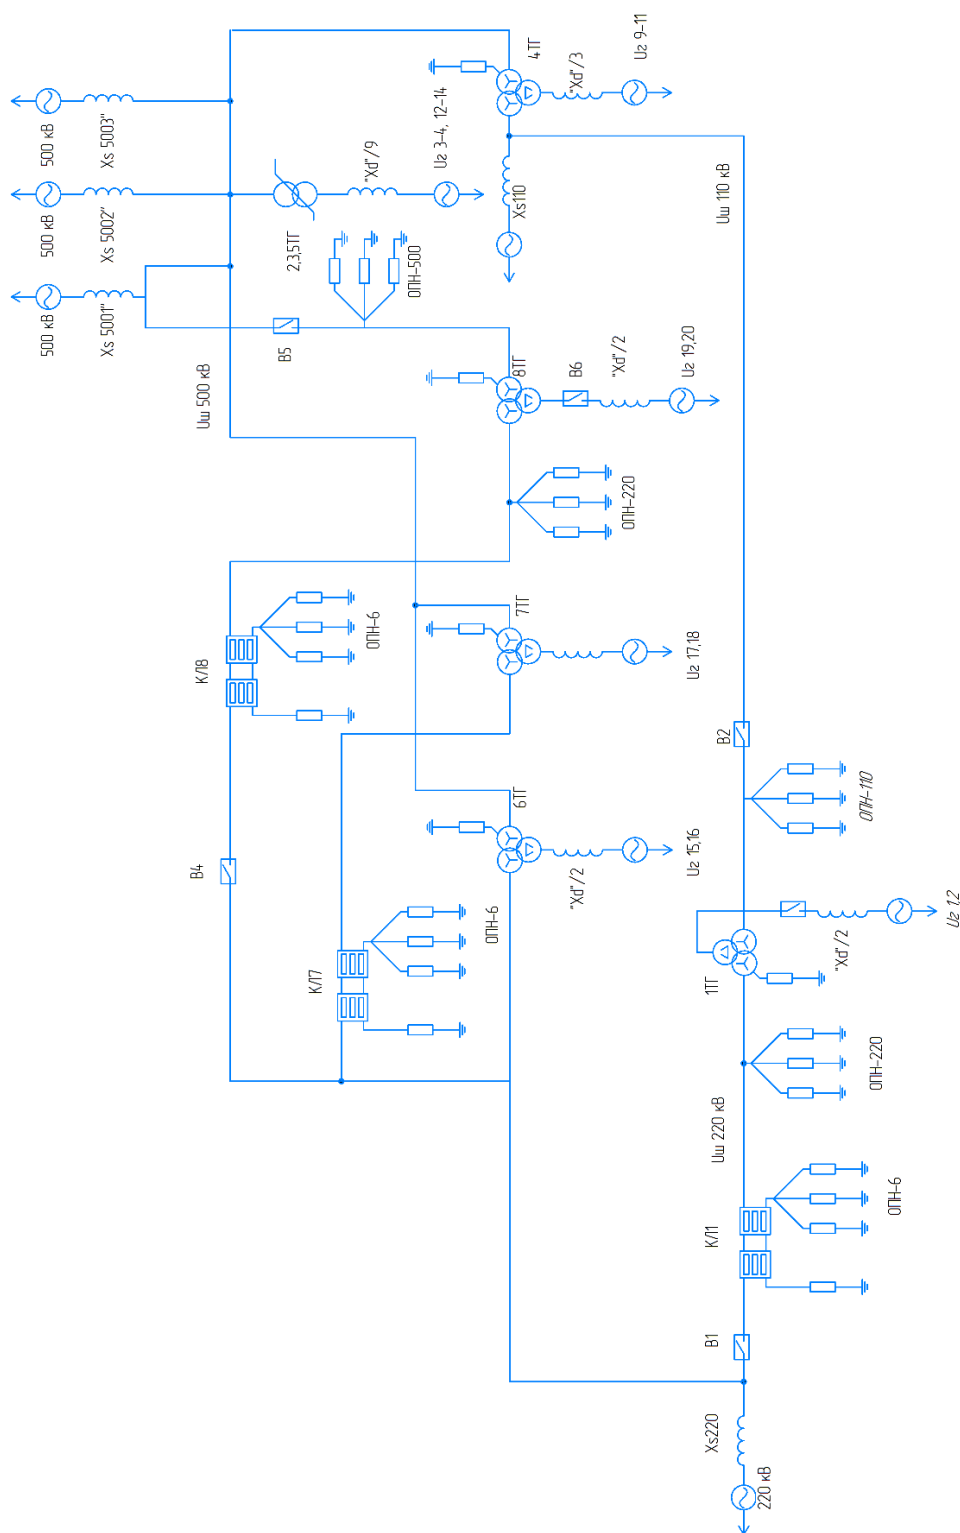 500 кВ
Xs 5003"
500 кВ
Xs 5002"
500 кВ
Xs 5001"
Uш 500 кВ
2,3,5ТГ
"Xd"/9
Uг 3-4, 12-14
4ТГ
"Xd"/3
Uг 9-11
Xs110
Uш 110 кВ
ОПН-500
В5
8ТГ
В6
"Xd"/2
Uг 19,20
ОПН-220
КЛ8
ОПН-6
7ТГ
Uг 17,18
В4
6ТГ
"Xd"/2
Uг 15,16
КЛ7
ОПН-6
В2
ОПН-110
1ТГ
"Xd"/2
Uг 1,2
ОПН-220
Uш 220 кВ
КЛ1
ОПН-6
В1
Xs220
220 кВ